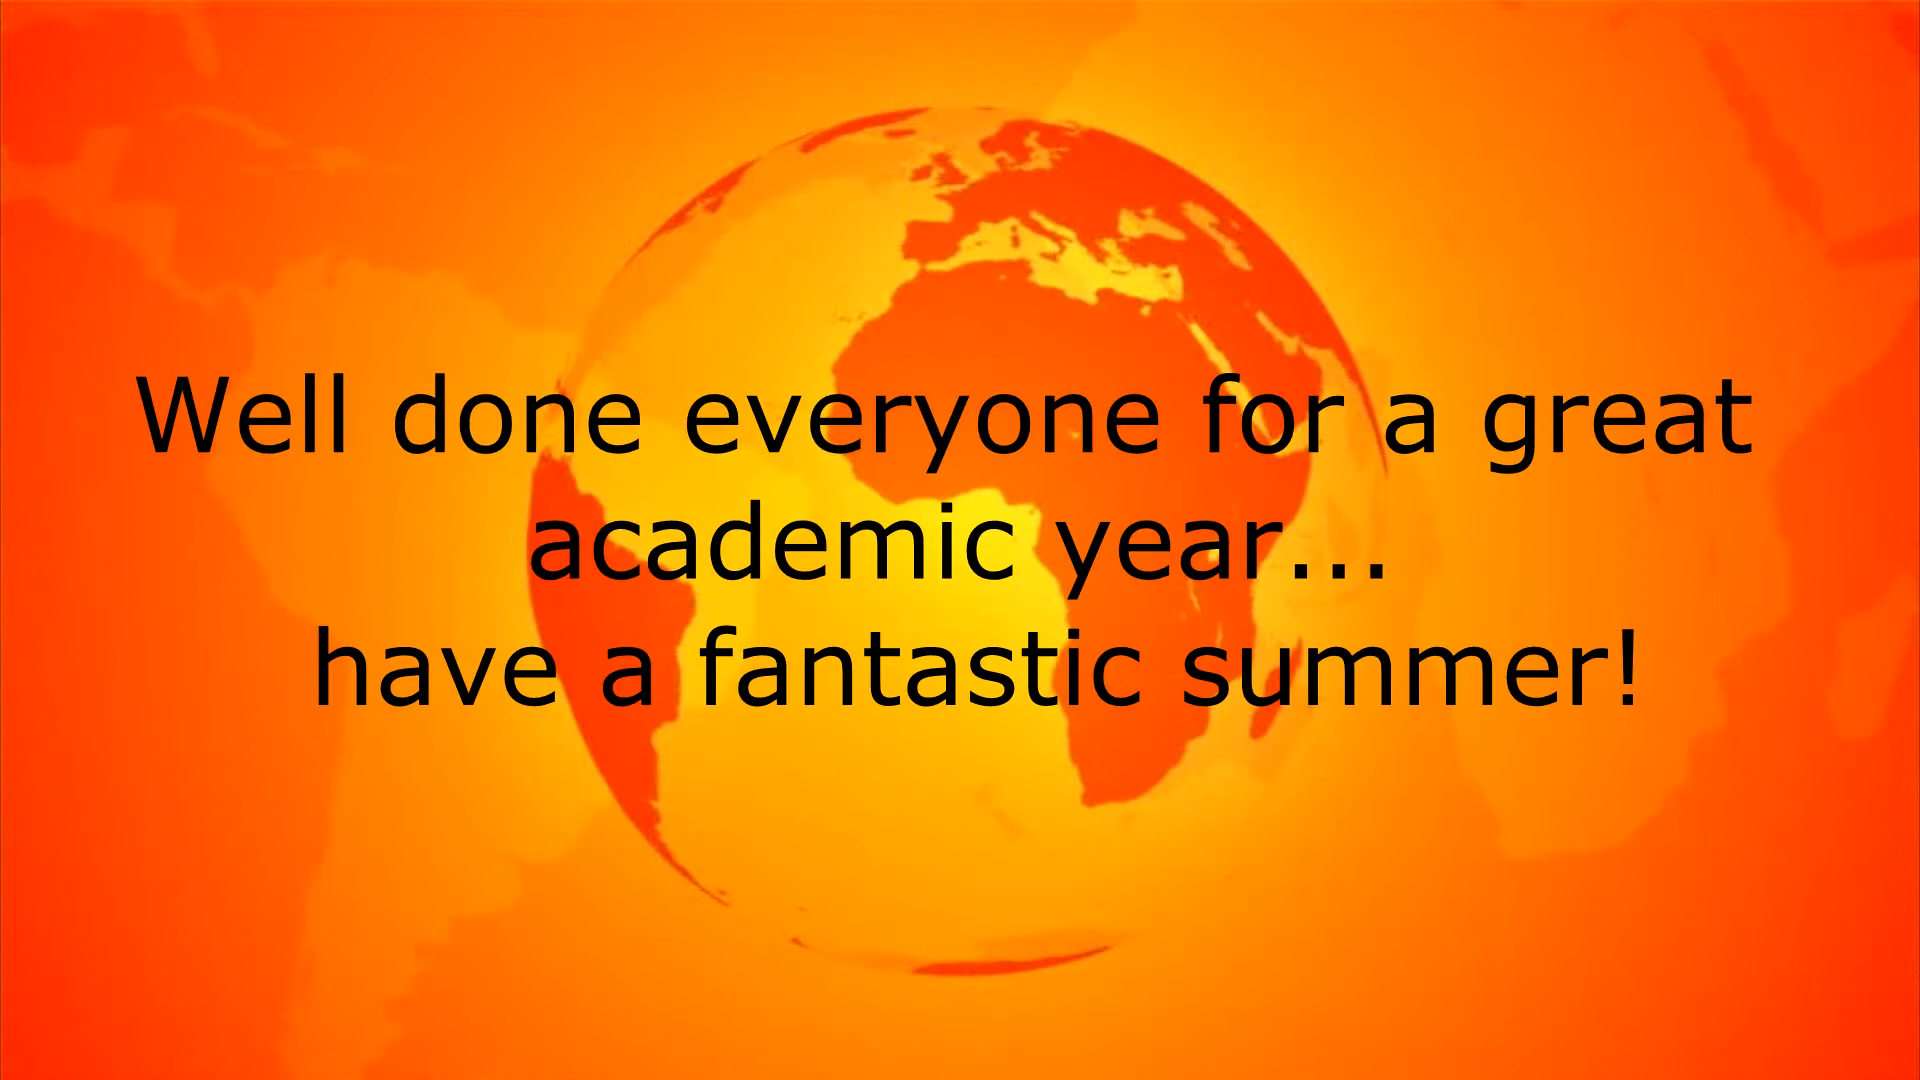 Well done everyone for a great
academic year...
have a fantastic summer!